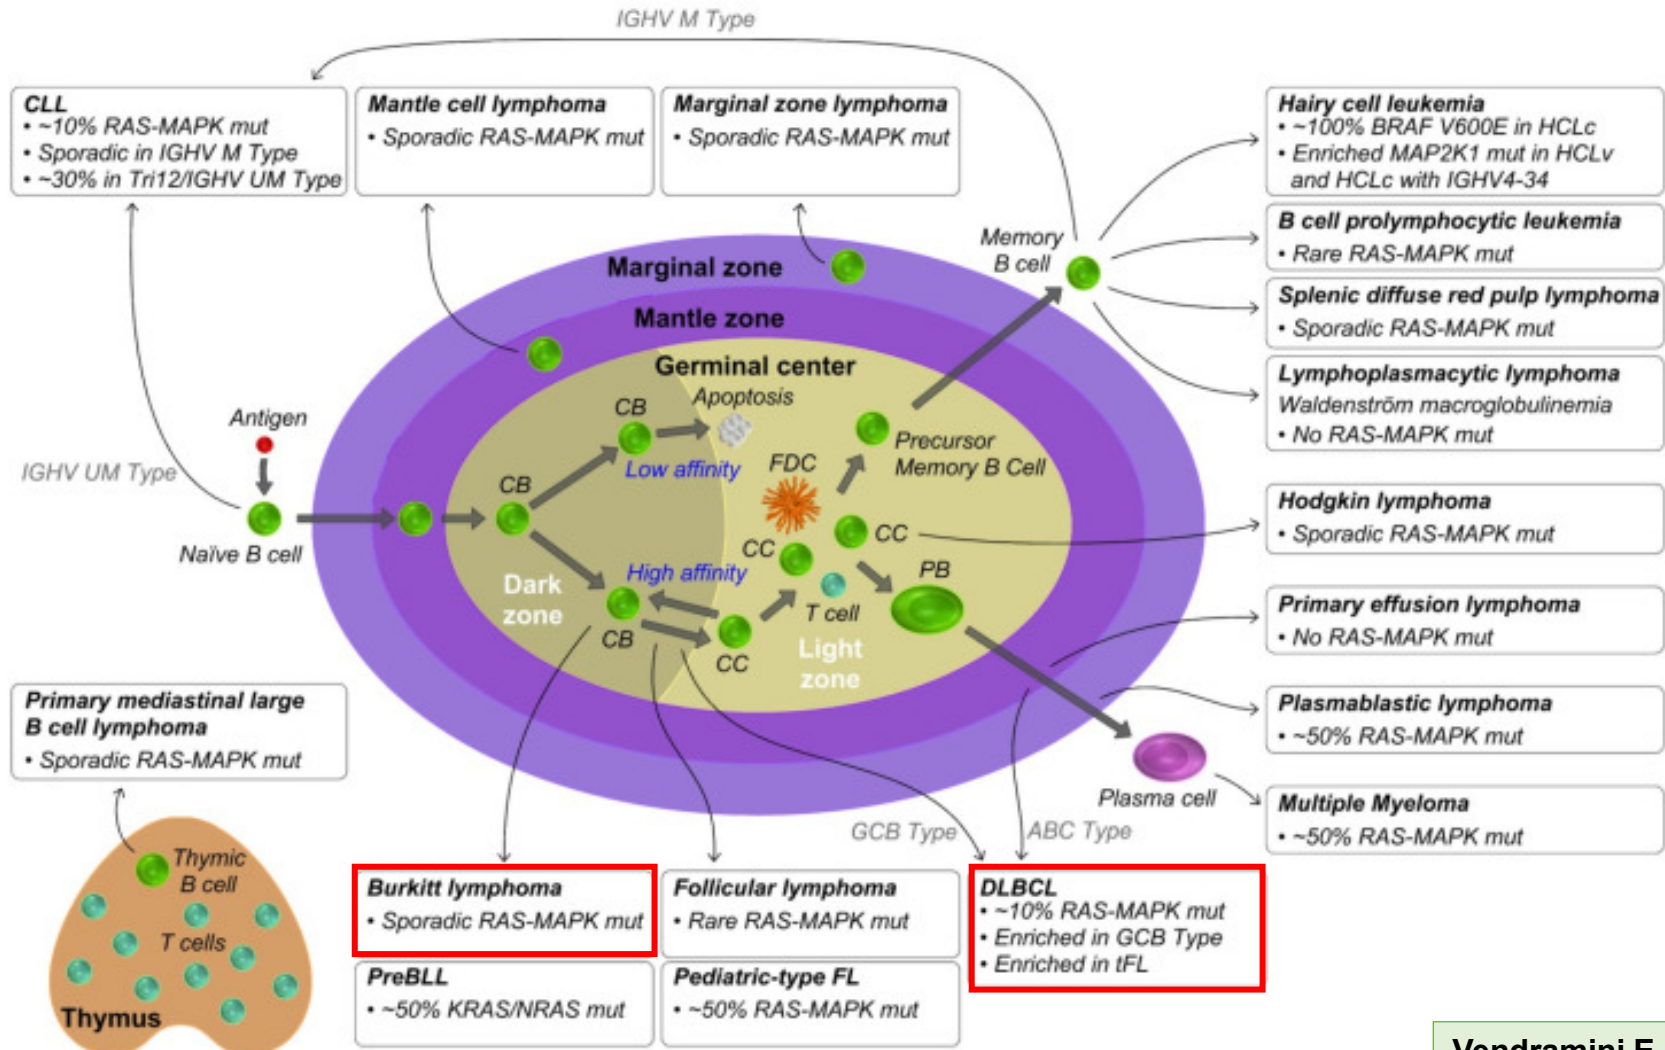 IGHV M Type
CLL
• ~10% RAS-MAPK mut
• Sporadic in IGHV M Type
• ~30% in Tri12/IGHV UM Type
Mantle cell lymphoma
• Sporadic RAS-MAPK mut
Marginal zone lymphoma
• Sporadic RAS-MAPK mut
Hairy cell leukemia
• ~100% BRAF V600E in HCLc
• Enriched MAP2K1 mut in HCLv
and HCLc with IGHV4-34
B cell prolymphocytic leukemia
• Rare RAS-MAPK mut
Splenic diffuse red pulp lymphoma
• Sporadic RAS-MAPK mut
Lymphoplasmacytic lymphoma
Waldenström macroglobulinemia
• No RAS-MAPK mut
Hodgkin lymphoma
• Sporadic RAS-MAPK mut
Primary effusion lymphoma
• No RAS-MAPK mut
Plasmablastic lymphoma
• ~50% RAS-MAPK mut
Multiple Myeloma
• ~50% RAS-MAPK mut
Memory
B cell
Marginal zone
Mantle zone
Germinal center
Apoptosis
CB
Low affinity
Antigen
IGHV UM Type
Naïve B cell
CB
FDC
Precursor
Memory B Cell
CC
CC
High affinity
Dark
zone
CB
CC
T cell
PB
Light
zone
Plasma cell
GCB Type
ABC Type
Primary mediastinal large
B cell lymphoma
• Sporadic RAS-MAPK mut
Thymic
B cell
T cells
Thymus
Burkitt lymphoma
• Sporadic RAS-MAPK mut
Follicular lymphoma
• Rare RAS-MAPK mut
DLBCL
• ~10% RAS-MAPK mut
• Enriched in GCB Type
• Enriched in tFL
PreBLL
• ~50% KRAS/NRAS mut
Pediatric-type FL
• ~50% RAS-MAPK mut
Vendramini E